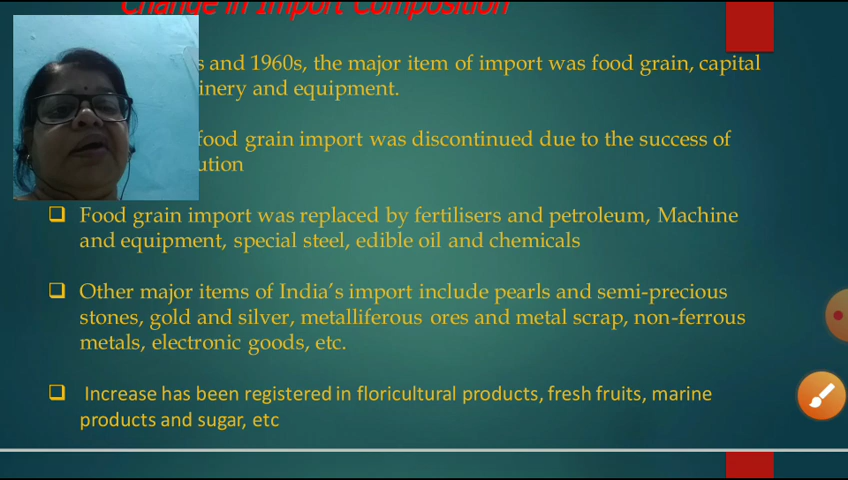 Change in Import Composition
s and 1960s, the major item of import was food grain, capital
inery and equipment.
food grain import was discontinued due to the success of
ution
Food grain import was replaced by fertilisers and petroleum, Machine
and equipment, special steel, edible oil and chemicals
Other major items of India's import include pearls and semi-precious
stones, gold and silver, metalliferous ores and metal scrap, non-ferrous
metals, electronic goods, etc.
Increase has been registered in floricultural products, fresh fruits, marine
products and sugar, etc